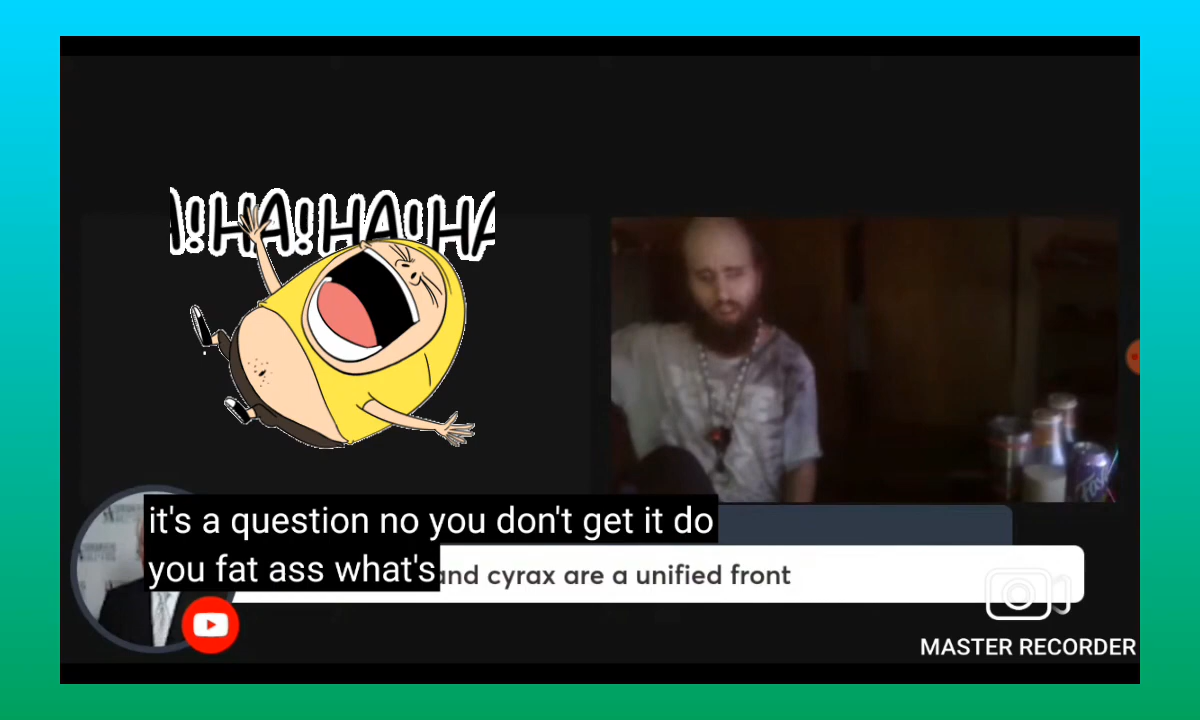 A!HA!HA!HA
it's a question no you don't get it do
you fat ass what's
and cyrax are a unified front
MASTER RECORDER